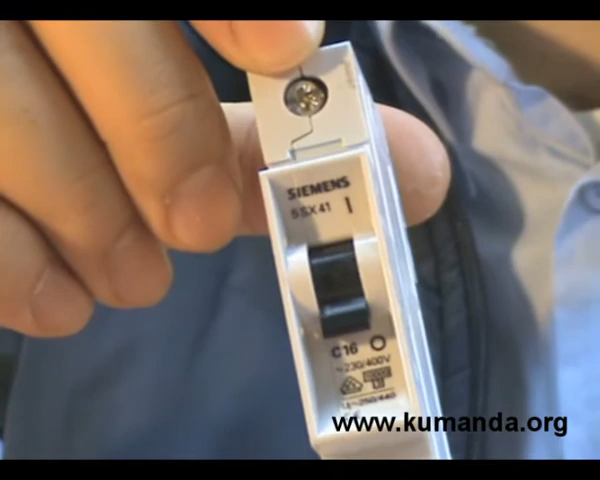 SIEMENS
5SX41 I
C16 O
~230/400V
www.kumanda.org